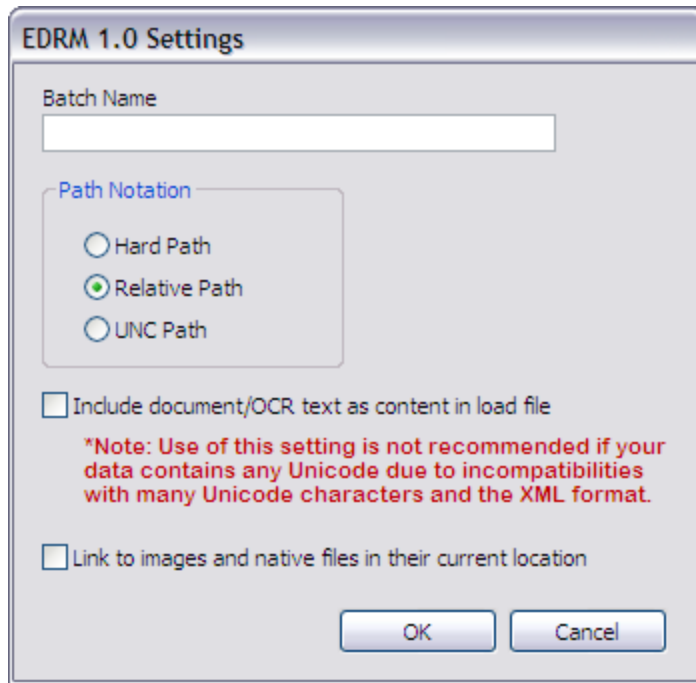 EDRM 1.0 Settings
Batch Name
Path Notation
Hard Path
Relative Path
UNC Path
Include document/OCR text as content in load file
*Note: Use of this setting is not recommended if your
data contains any Unicode due to incompatibilities
with many Unicode characters and the XML format.
Link to images and native files in their current location
OK
Cancel